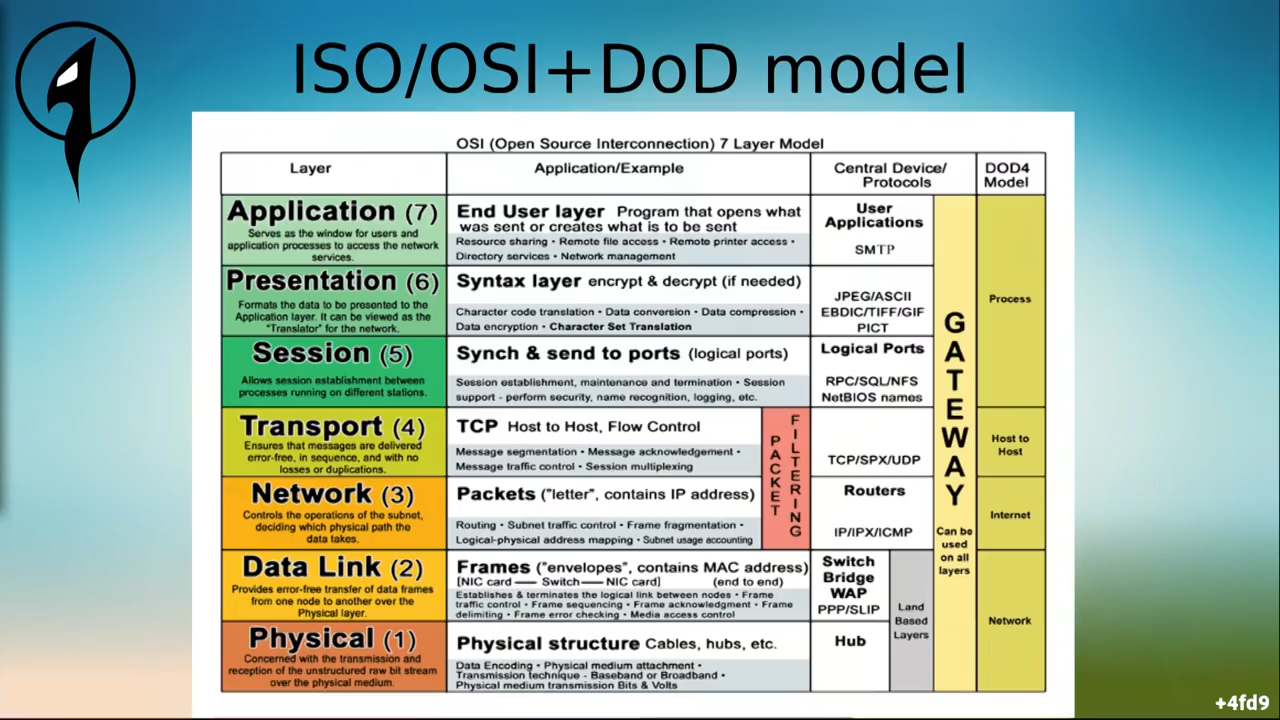 ISO/OSI+DoD model
OSI (Open Source Interconnection) 7 Layer Model
Layer
Application/Example
Central Device/
Protocols
DOD4
Model
Application (7)
Serves as the window for users and
application processes to access the network
services.
End User layer Program that opens what
was sent or creates what is to be sent
Resource sharing • Remote file access • Remote printer access •
Directory services • Network management
User
Applications
SMTP
Presentation (6)
Formats the data to be presented to the
Application layer. It can be viewed as the
"Translator" for the network.
Syntax layer encrypt & decrypt (if needed)
Character code translation • Data conversion • Data compression •
Data encryption • Character Set Translation
JPEG/ASCII
EBDIC/TIFF/GIF
PICT
Session (5)
Allows session establishment between
processes running on different stations.
Synch & send to ports (logical ports)
Session establishment, maintenance and termination • Session
support - perform security, name recognition, logging, etc.
Logical Ports
RPC/SQL/NFS
NetBIOS names
Process
Transport (4)
Ensures that messages are delivered
error-free, in sequence, and with no
losses or duplications.
TCP Host to Host, Flow Control
Message segmentation • Message acknowledgement •
Message traffic control • Session multiplexing
PACKET
FILTERING
TCP/SPX/UDP
Host to
Host
Network (3)
Controls the operations of the subnet,
deciding which physical path the
data takes.
Packets ("letter", contains IP address)
Routing • Subnet traffic control • Frame fragmentation •
Logical-physical address mapping • Subnet usage accounting
Routers
IP/IPX/ICMP
Internet
GATEWAY
Can be
used
on all
layers
Data Link (2)
Provides error-free transfer of data frames
from one node to another over the
Physical layer.
Frames ("envelopes", contains MAC address)
[NIC card —— Switch—— NIC card] (end to end)
Establishes & terminates the logical link between nodes • Frame
traffic control • Frame sequencing • Frame acknowledgment • Frame
delimiting • Frame error checking • Media access control
Switch
Bridge
WAP
PPP/SLIP
Land
Based
Layers
Network
Physical (1)
Concerned with the transmission and
reception of the unstructured raw bit stream
over the physical medium.
Physical structure Cables, hubs, etc.
Data Encoding • Physical medium attachment •
Transmission technique - Baseband or Broadband •
Physical medium transmission Bits & Volts
Hub
+4fd9